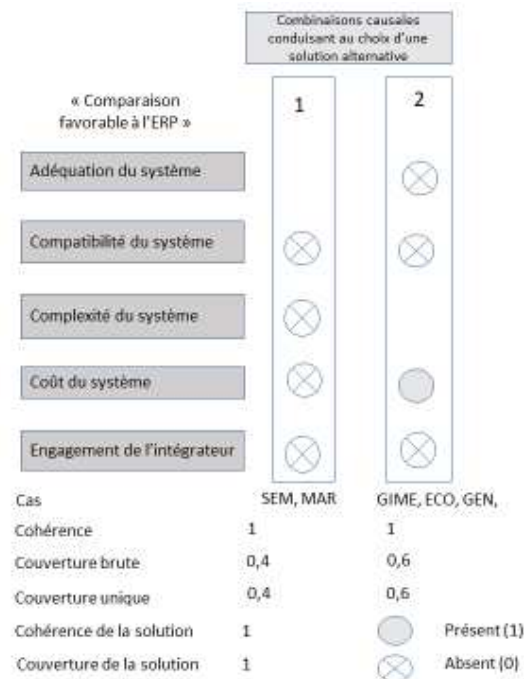 Combinaisons causales
conduisant au choix d'une
solution alternative
« Comparaison
favorable à l'ERP »
1
2
Adéquation du système
Compatibilité du système
Complexité du système
Coût du système
Engagement de l'intégrateur
Cas SEM, MAR GIME, ECO, GEN,
Cohérence 1 1
Couverture brute 0,4 0,6
Couverture unique 0,4 0,6
Cohérence de la solution 1 Présent (1)
Couverture de la solution 1 Absent (0)